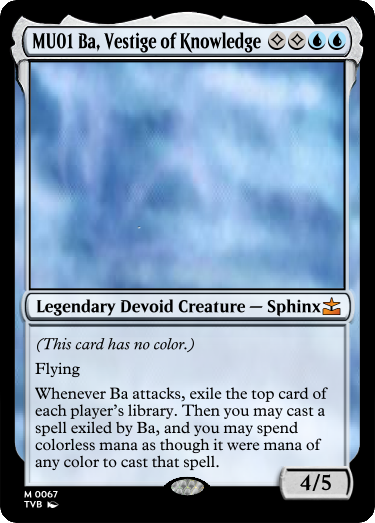 MU01 Ba, Vestige of Knowledge
Legendary Devoid Creature — Sphinx
(This card has no color.)
Flying
Whenever Ba attacks, exile the top card of
each player's library. Then you may cast a
spell exiled by Ba, and you may spend
colorless mana as though it were mana of
any color to cast that spell.
4/5
M 0067
TVB